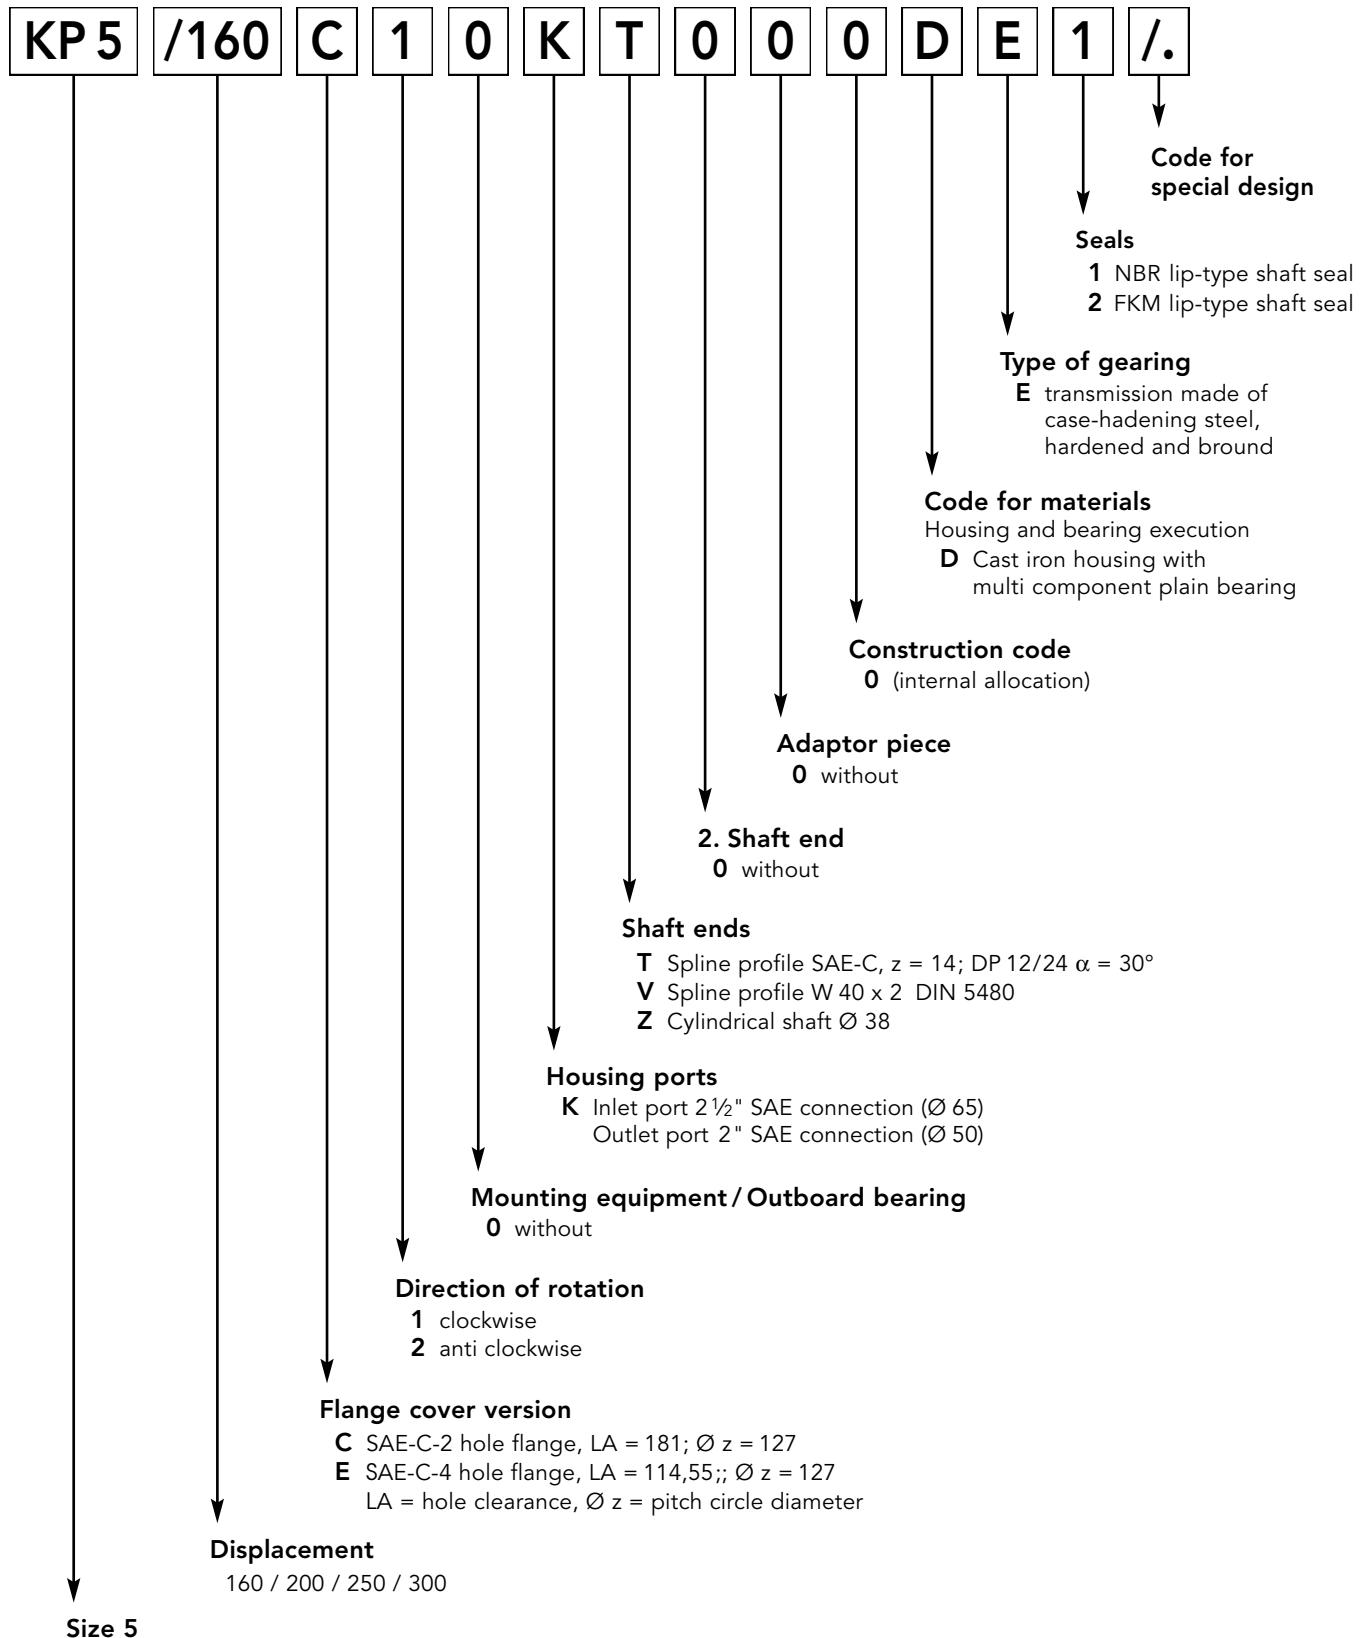 KP 5 /160 C 1 0 K T 0 0 0 D E 1 /.
Code for
special design
Seals
1 NBR lip-type shaft seal
2 FKM lip-type shaft seal
Type of gearing
E transmission made of
case-hadening steel,
hardened and bround
Code for materials
Housing and bearing execution
D Cast iron housing with
multi component plain bearing
Construction code
0 (internal allocation)
Adaptor piece
0 without
2. Shaft end
0 without
Shaft ends
T Spline profile SAE-C, z = 14; DP 12/24 α = 30°
V Spline profile W 40 x 2 DIN 5480
Z Cylindrical shaft Ø 38
Housing ports
K Inlet port 2 ½" SAE connection (Ø 65)
Outlet port 2" SAE connection (Ø 50)
Mounting equipment / Outboard bearing
0 without
Direction of rotation
1 clockwise
2 anti clockwise
Flange cover version
C SAE-C-2 hole flange, LA = 181; Ø z = 127
E SAE-C-4 hole flange, LA = 114,55;; Ø z = 127
LA = hole clearance, Ø z = pitch circle diameter
Displacement
160 / 200 / 250 / 300
Size 5